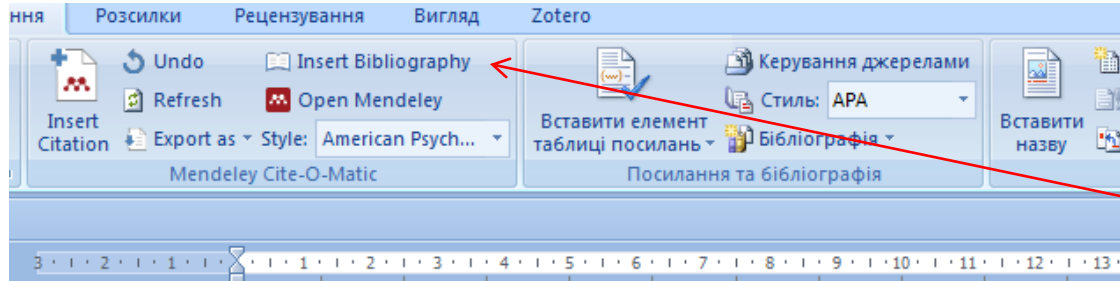 ння Розсилки Рецензування Вигляд Zotero
Insert Citation
Undo
Refresh
Export as
Insert Bibliography
Open Mendeley
Style: American Psych...
Mendeley Cite-O-Matic
Вставити елемент
таблиці посилань
Керування джерелами
Стиль: APA
Бібліографія
Посилання та бібліографія
Вставити
назву
3 · 2 · 1 · 1 · 2 · 3 · 4 · 5 · 6 · 7 · 8 · 9 · 10 · 11 · 12 · 13